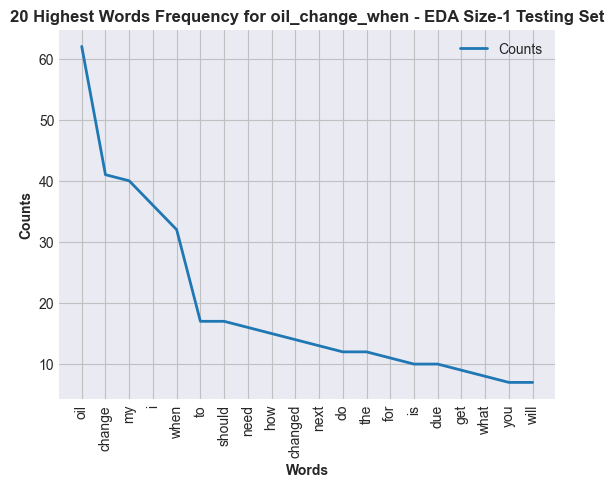 20 Highest Words Frequency for oil_change_when - EDA Size-1 Testing Set
Counts
60
50
40
30
20
10
Counts
oil
change
my
i
when
to
should
need
how
changed
next
do
the
for
is
due
get
what
you
will
Words